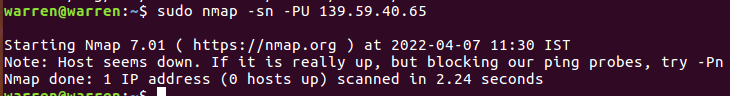 warren@warren:~$ sudo nmap -sn -PU 139.59.40.65
Starting Nmap 7.01 ( https://nmap.org ) at 2022-04-07 11:30 IST
Note: Host seems down. If it is really up, but blocking our ping probes, try -Pn
Nmap done: 1 IP address (0 hosts up) scanned in 2.24 seconds
warren@warren:~$